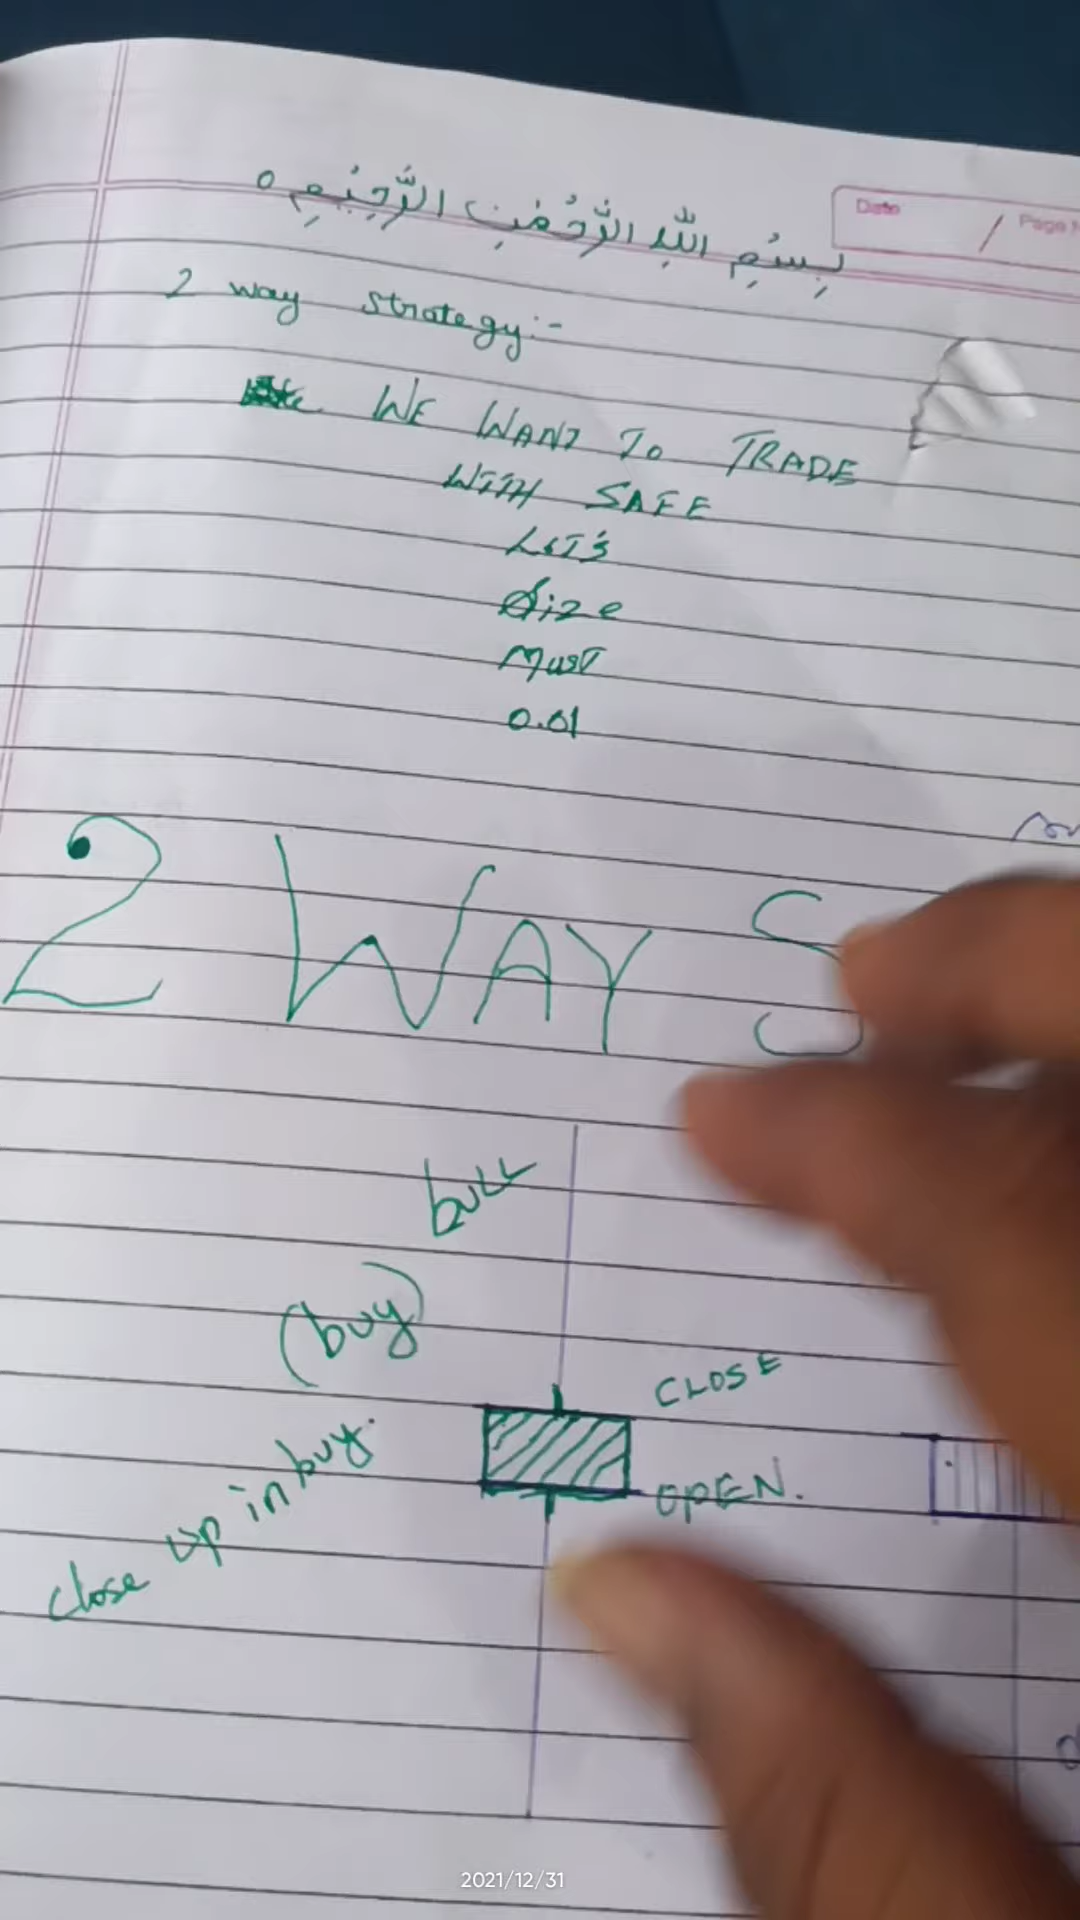 بِسْمِ اللّٰهِ الرَّحْمٰنِ الرَّحِيْمِ ○
Date
Page N
2 way strategy:-
WE WANT TO TRADE
WITH SAFE
LOT'S
Size
MUST
0.01
2 WAY S
bull
(buy)
CLOSE
OPEN.
close up in buy.
2021/12/31